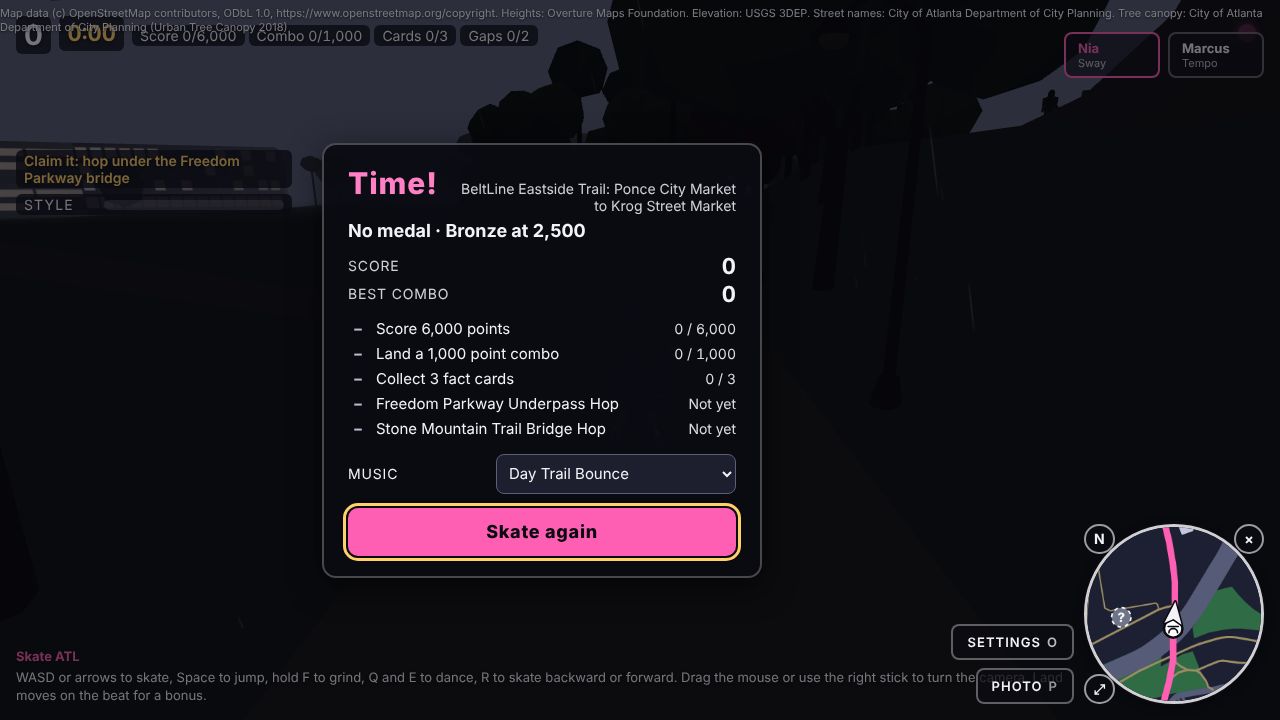 Map data (c) OpenStreetMap contributors, ODbL 1.0, https://www.openstreetmap.org/copyright. Heights: Overture Maps Foundation. Elevation: USGS 3DEP. Street names: City of Atlanta Department of City Planning. Tree canopy: City of Atlanta
Department of City Planning (Urban Tree Canopy 2018)
0 0:00 Score 0/6,000 Combo 0/1,000 Cards 0/3 Gaps 0/2
Nia
Sway
Marcus
Tempo
Claim it: hop under the Freedom
Parkway bridge
STYLE
Time!
BeltLine Eastside Trail: Ponce City Market
to Krog Street Market
No medal · Bronze at 2,500
SCORE 0
BEST COMBO 0
– Score 6,000 points 0 / 6,000
– Land a 1,000 point combo 0 / 1,000
– Collect 3 fact cards 0 / 3
– Freedom Parkway Underpass Hop Not yet
– Stone Mountain Trail Bridge Hop Not yet
MUSIC Day Trail Bounce
Skate again
N ×
?
SETTINGS O
PHOTO P
Skate ATL
WASD or arrows to skate, Space to jump, hold F to grind, Q and E to dance, R to skate backward or forward. Drag the mouse or use the right stick to turn the camera. Land
moves on the beat for a bonus.